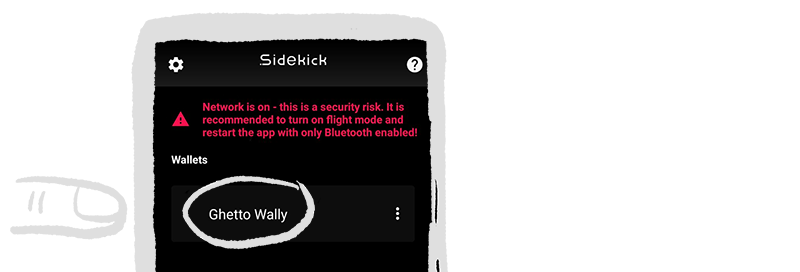 Sidekick
Network is on - this is a security risk. It is
recommended to turn on flight mode and
restart the app with only Bluetooth enabled!
Wallets
Ghetto Wally